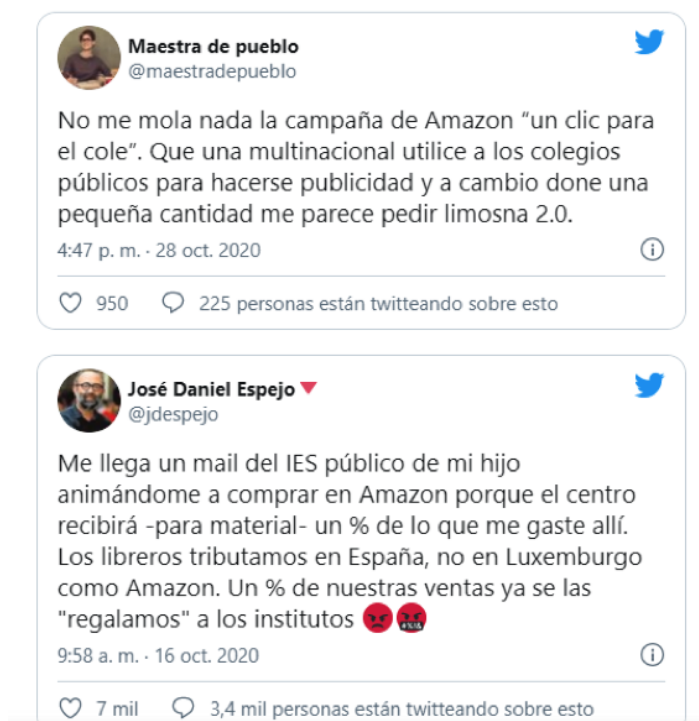 Maestra de pueblo
@maestradepueblo
No me mola nada la campaña de Amazon “un clic para
el cole”. Que una multinacional utilice a los colegios
públicos para hacerse publicidad y a cambio done una
pequeña cantidad me parece pedir limosna 2.0.
4:47 p. m. · 28 oct. 2020
950 225 personas están twitteando sobre esto
José Daniel Espejo🔻
@jdespejo
Me llega un mail del IES público de mi hijo
animándome a comprar en Amazon porque el centro
recibirá -para material- un % de lo que me gaste allí.
Los libreros tributamos en España, no en Luxemburgo
como Amazon. Un % de nuestras ventas ya se las
"regalamos" a los institutos 😡🤬
9:58 a. m. · 16 oct. 2020
7 mil 3,4 mil personas están twitteando sobre esto